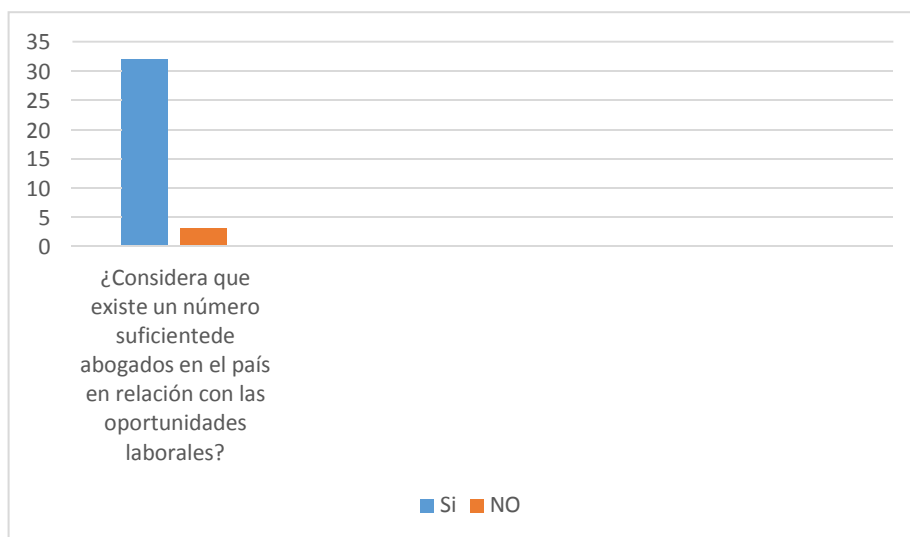 35
30
25
20
15
10
5
0
¿Considera que
existe un número
suficientede
abogados en el país
en relación con las
oportunidades
laborales?
Si NO